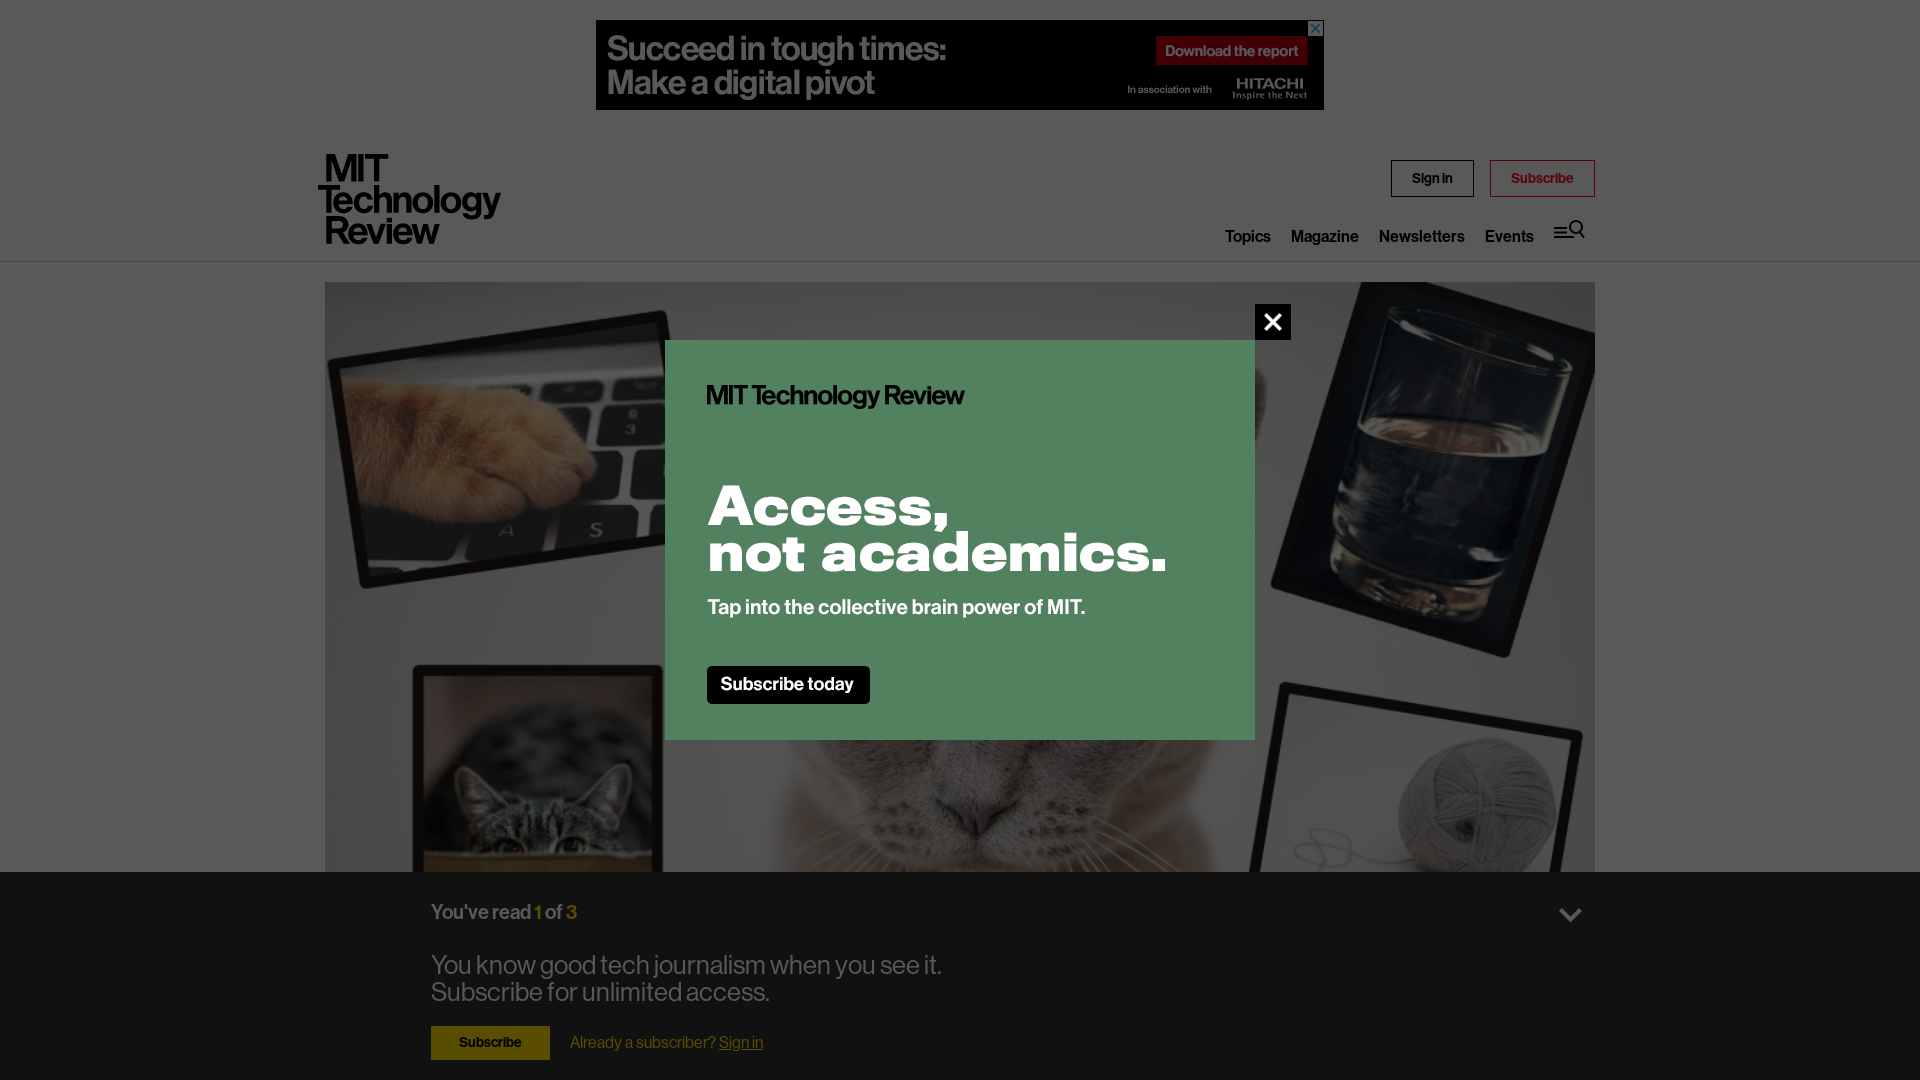 Succeed in tough times:
Make a digital pivot
Download the report
In association with
HITACHI
Inspire the Next
MIT
Technology
Review
Sign in
Subscribe
Topics
Magazine
Newsletters
Events
MIT Technology Review
Access,
not academics.
Tap into the collective brain power of MIT.
Subscribe today
3
A
S
You've read 1 of 3
You know good tech journalism when you see it.
Subscribe for unlimited access.
Subscribe
Already a subscriber? Sign in